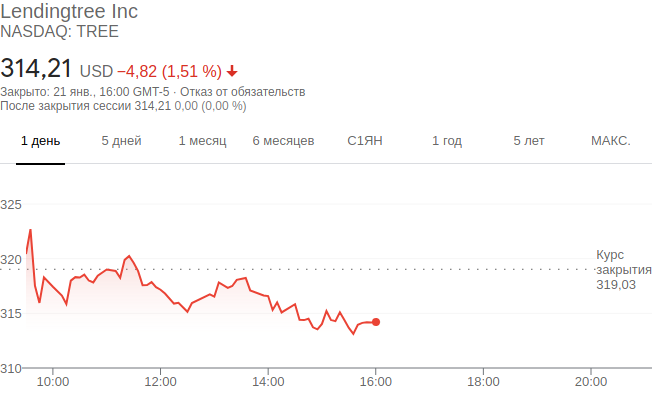 Lendingtree Inc
NASDAQ: TREE
314,21 USD −4,82 (1,51 %)
Закрыто: 21 янв., 16:00 GMT-5 · Отказ от обязательств
После закрытия сессии 314,21 0,00 (0,00 %)
1 день 5 дней 1 месяц 6 месяцев С1ЯН 1 год 5 лет МАКС.
325
320
315
310
Курс
закрытия
319,03
10:00 12:00 14:00 16:00 18:00 20:00